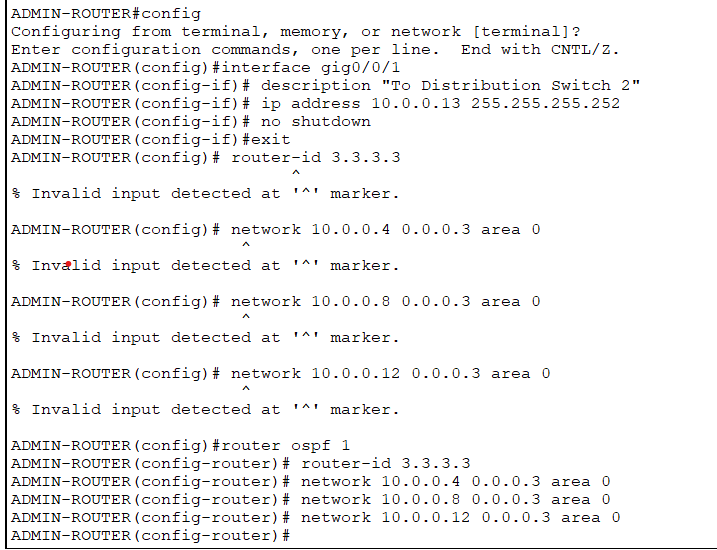 ADMIN-ROUTER#config
Configuring from terminal, memory, or network [terminal]?
Enter configuration commands, one per line.  End with CNTL/Z.
ADMIN-ROUTER(config)#interface gig0/0/1
ADMIN-ROUTER(config-if)# description "To Distribution Switch 2"
ADMIN-ROUTER(config-if)# ip address 10.0.0.13 255.255.255.252
ADMIN-ROUTER(config-if)# no shutdown
ADMIN-ROUTER(config-if)#exit
ADMIN-ROUTER(config)# router-id 3.3.3.3
^
% Invalid input detected at '^' marker.
ADMIN-ROUTER(config)# network 10.0.0.4 0.0.0.3 area 0
^
% Invalid input detected at '^' marker.
ADMIN-ROUTER(config)# network 10.0.0.8 0.0.0.3 area 0
^
% Invalid input detected at '^' marker.
ADMIN-ROUTER(config)# network 10.0.0.12 0.0.0.3 area 0
^
% Invalid input detected at '^' marker.
ADMIN-ROUTER(config)#router ospf 1
ADMIN-ROUTER(config-router)# router-id 3.3.3.3
ADMIN-ROUTER(config-router)# network 10.0.0.4 0.0.0.3 area 0
ADMIN-ROUTER(config-router)# network 10.0.0.8 0.0.0.3 area 0
ADMIN-ROUTER(config-router)# network 10.0.0.12 0.0.0.3 area 0
ADMIN-ROUTER(config-router)#